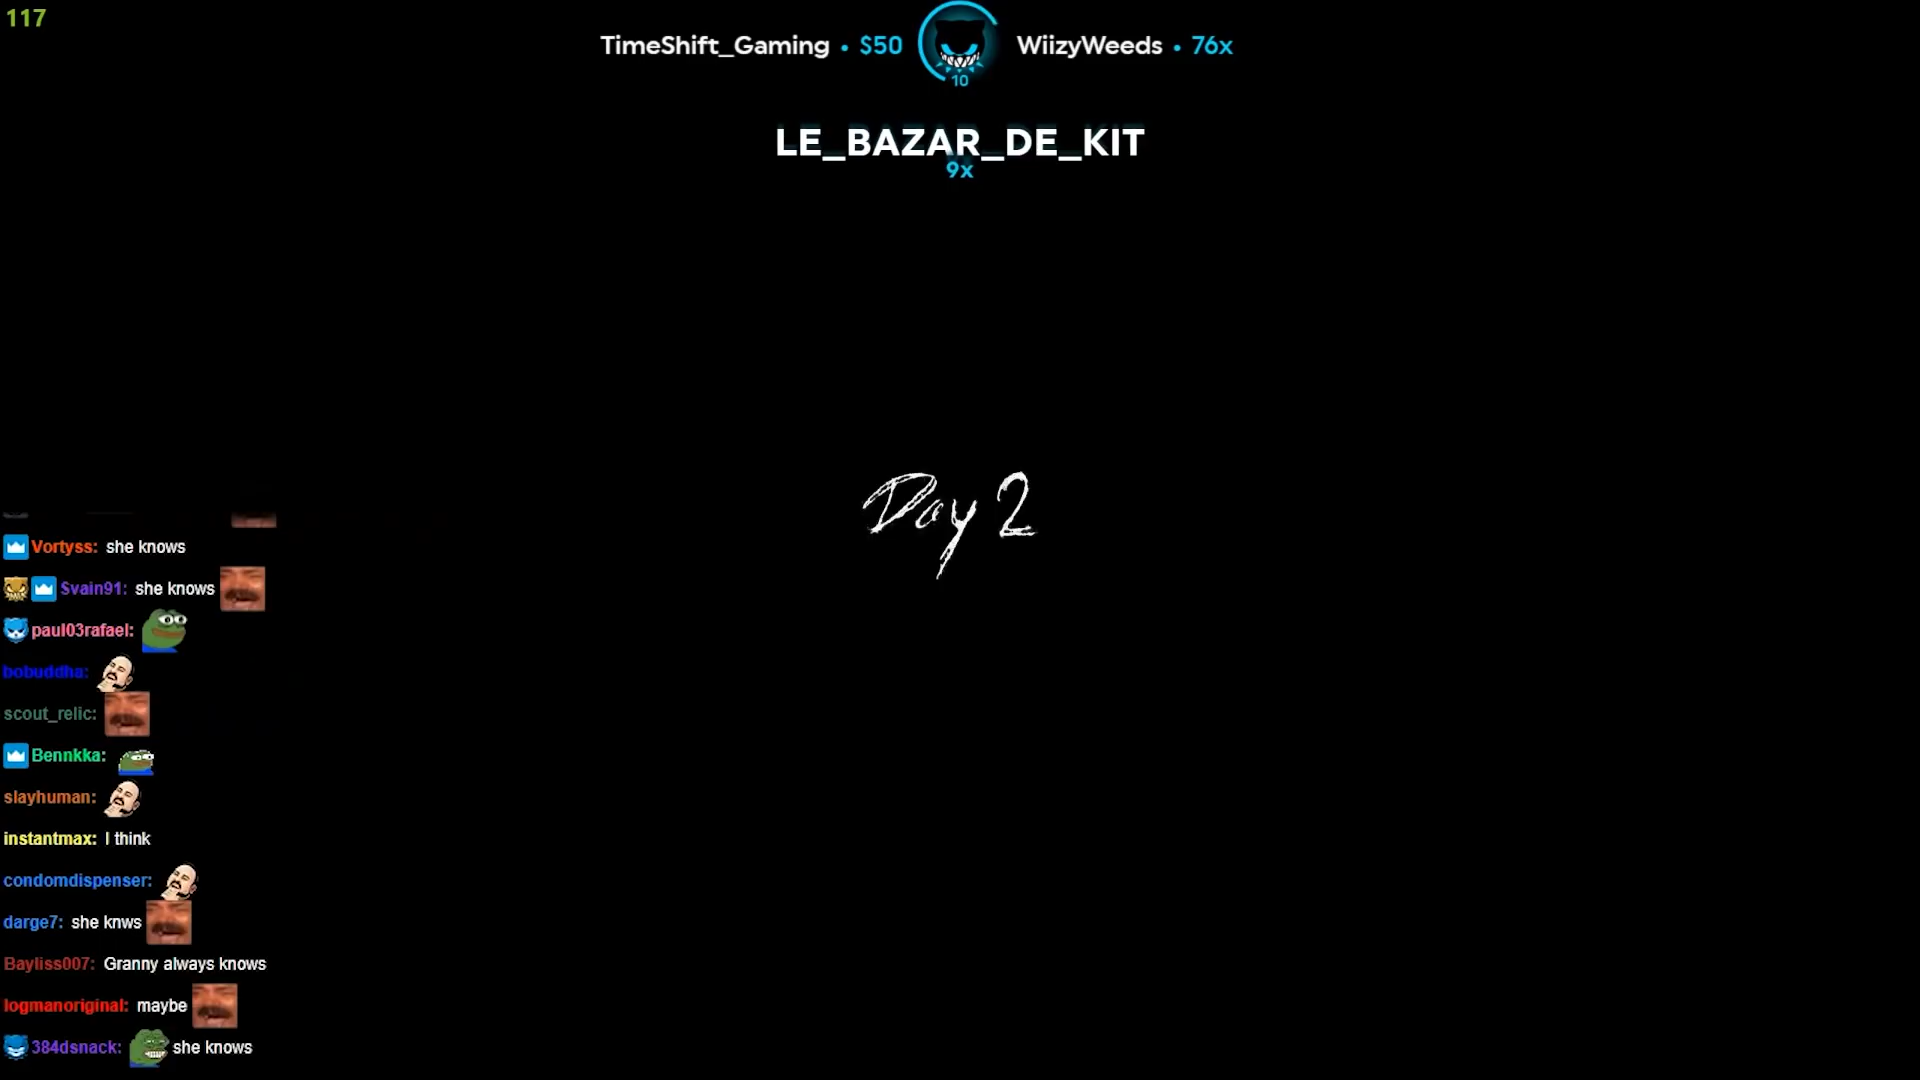 117
TimeShift_Gaming • $50
10
WiizyWeeds • 76x
LE_BAZAR_DE_KIT
9x
Day 2
Vortyss: she knows
Svain91: she knows
paul03rafael:
bobuddha:
scout_relic:
Bennkka:
slayhuman:
instantmax: I think
condomdispenser:
darge7: she knws
Bayliss007: Granny always knows
logmanoriginal: maybe
384dsnack: she knows